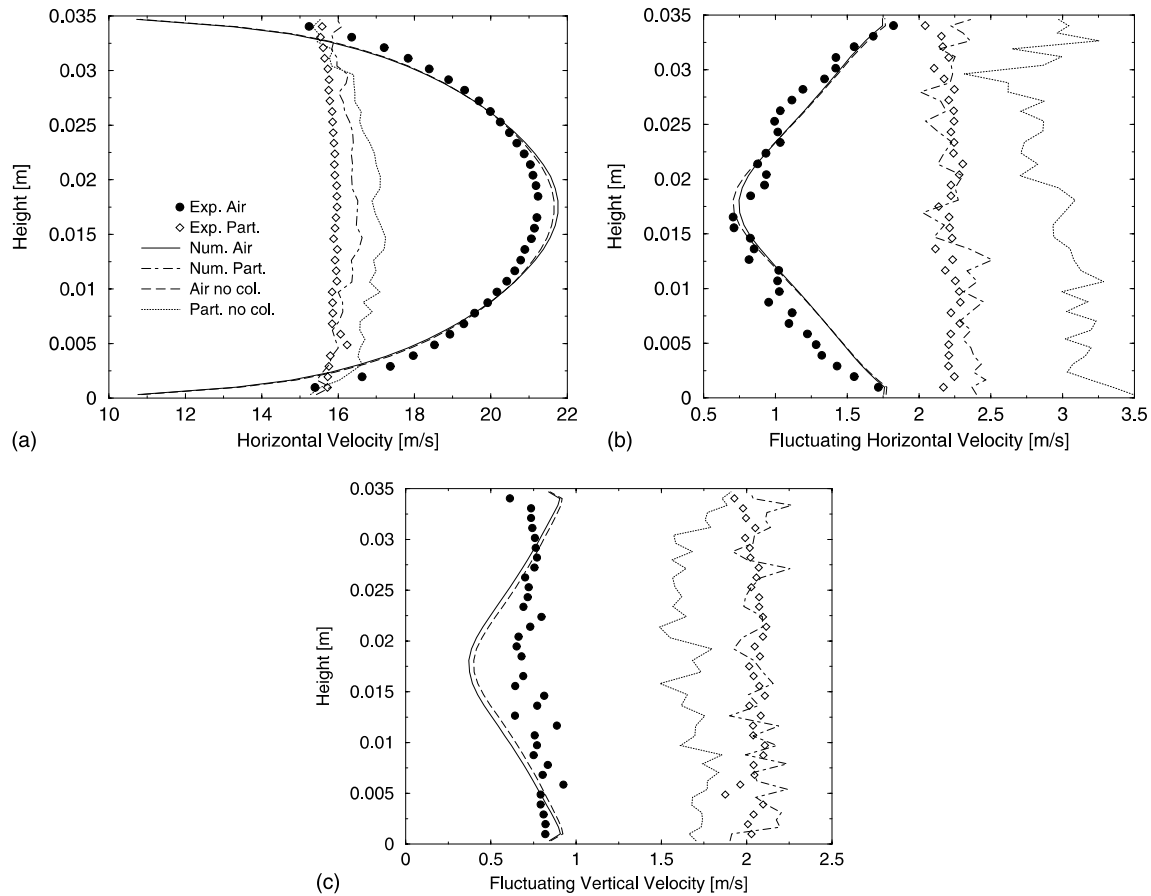 0.035
0.03
0.025
0.02
0.015
0.01
0.005
0
Height [m]
Exp. Air
Exp. Part.
Num. Air
Num. Part.
Air no col.
Part. no col.
10 12 14 16 18 20 22
Horizontal Velocity [m/s]
(a)
0.035
0.03
0.025
0.02
0.015
0.01
0.005
0
Height [m]
0.5 1 1.5 2 2.5 3 3.5
Fluctuating Horizontal Velocity [m/s]
(b)
0.035
0.03
0.025
0.02
0.015
0.01
0.005
0
Height [m]
0 0.5 1 1.5 2 2.5
Fluctuating Vertical Velocity [m/s]
(c)